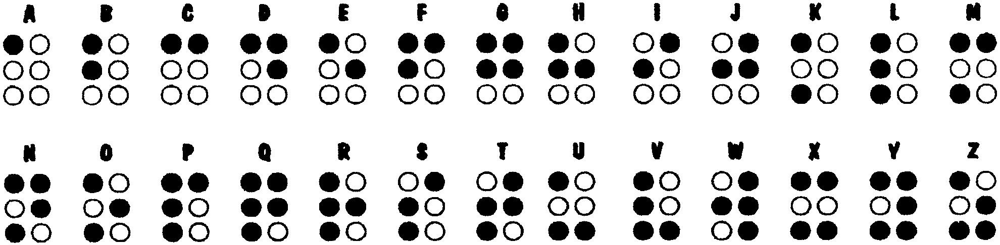 A B C D E F G H I J K L M
N O P Q R S T U V W X Y Z